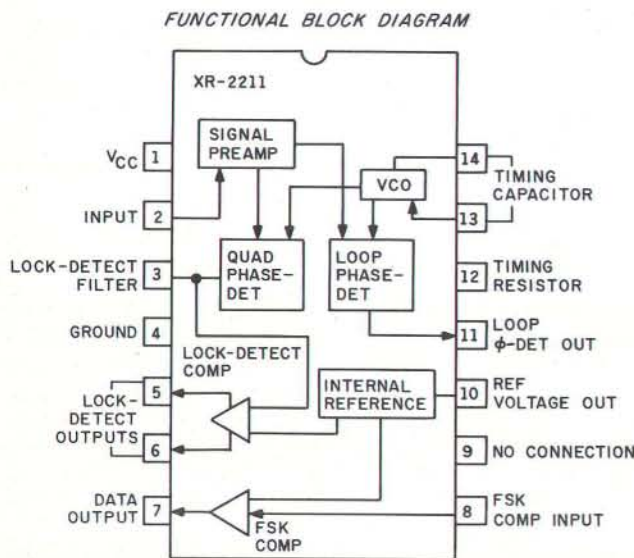 FUNCTIONAL BLOCK DIAGRAM
XR-2211
SIGNAL
PREAMP
VCO
QUAD
PHASE-
DET
LOOP
PHASE-
DET
LOCK-DETECT
COMP
INTERNAL
REFERENCE
FSK
COMP
VCC 1
INPUT 2
LOCK-DETECT
FILTER
3
GROUND 4
5
LOCK-
DETECT
OUTPUTS
6
DATA
OUTPUT
7
14
TIMING
CAPACITOR
13
12 TIMING
RESISTOR
11 LOOP
ϕ-DET OUT
10 REF
VOLTAGE OUT
9 NO CONNECTION
8 FSK
COMP INPUT